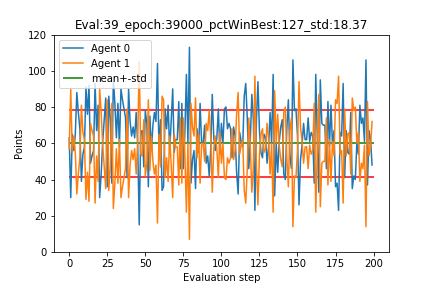 Eval:39_epoch:39000_pctWinBest:127_std:18.37
Agent 0
Agent 1
mean+-std
Points
120
100
80
60
40
20
0
0 25 50 75 100 125 150 175 200
Evaluation step